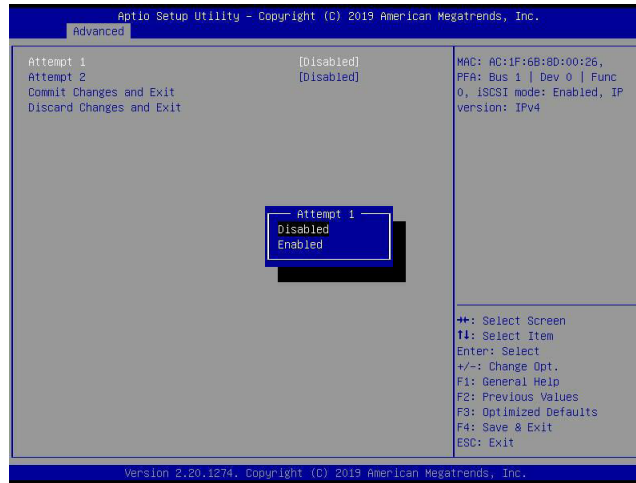 Aptio Setup Utility – Copyright (C) 2019 American Megatrends, Inc.
Advanced
Attempt 1 [Disabled]
Attempt 2 [Disabled]
Commit Changes and Exit
Discard Changes and Exit
MAC: AC:1F:6B:8D:00:26,
PFA: Bus 1 | Dev 0 | Func
0, iSCSI mode: Enabled, IP
version: IPv4
Attempt 1
Disabled
Enabled
→←: Select Screen
↑↓: Select Item
Enter: Select
+/-: Change Opt.
F1: General Help
F2: Previous Values
F3: Optimized Defaults
F4: Save & Exit
ESC: Exit
Version 2.20.1274. Copyright (C) 2019 American Megatrends, Inc.